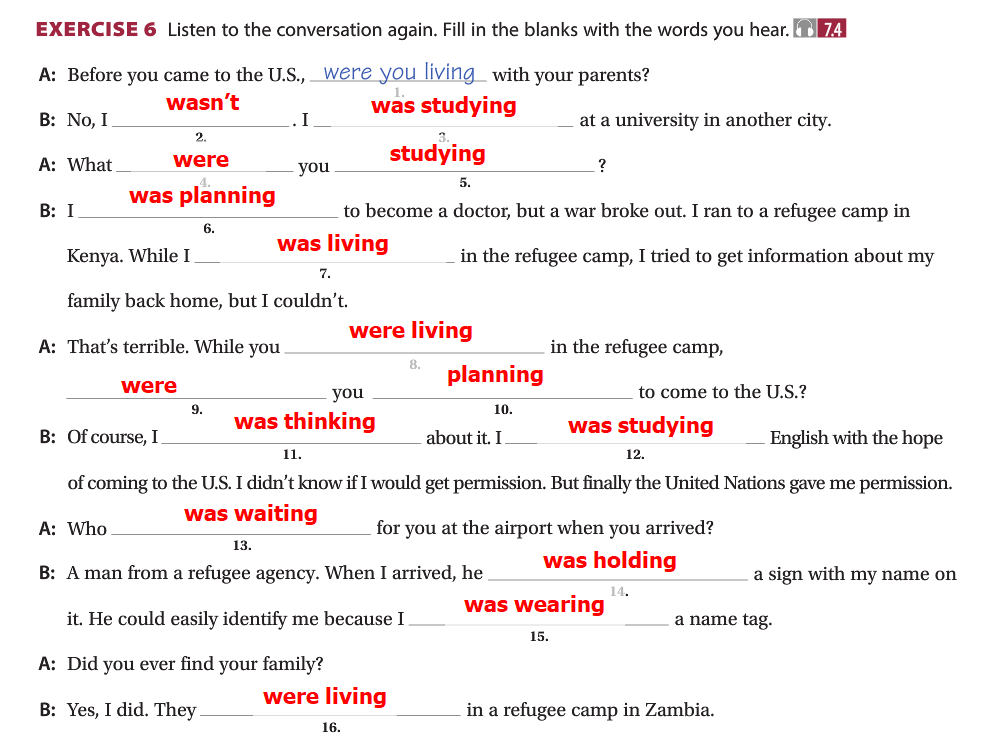 EXERCISE 6 Listen to the conversation again. Fill in the blanks with the words you hear. 7.4
A: Before you came to the U.S., were you living with your parents?
1.
B: No, I wasn't. I was studying at a university in another city.
2. 3.
A: What were you studying?
4. 5.
B: I was planning to become a doctor, but a war broke out. I ran to a refugee camp in
6.
Kenya. While I was living in the refugee camp, I tried to get information about my
7.
family back home, but I couldn't.
A: That's terrible. While you were living in the refugee camp,
8.
were you planning to come to the U.S.?
9. 10.
B: Of course, I was thinking about it. I was studying English with the hope
11. 12.
of coming to the U.S. I didn't know if I would get permission. But finally the United Nations gave me permission.
A: Who was waiting for you at the airport when you arrived?
13.
B: A man from a refugee agency. When I arrived, he was holding a sign with my name on
14.
it. He could easily identify me because I was wearing a name tag.
15.
A: Did you ever find your family?
B: Yes, I did. They were living in a refugee camp in Zambia.
16.